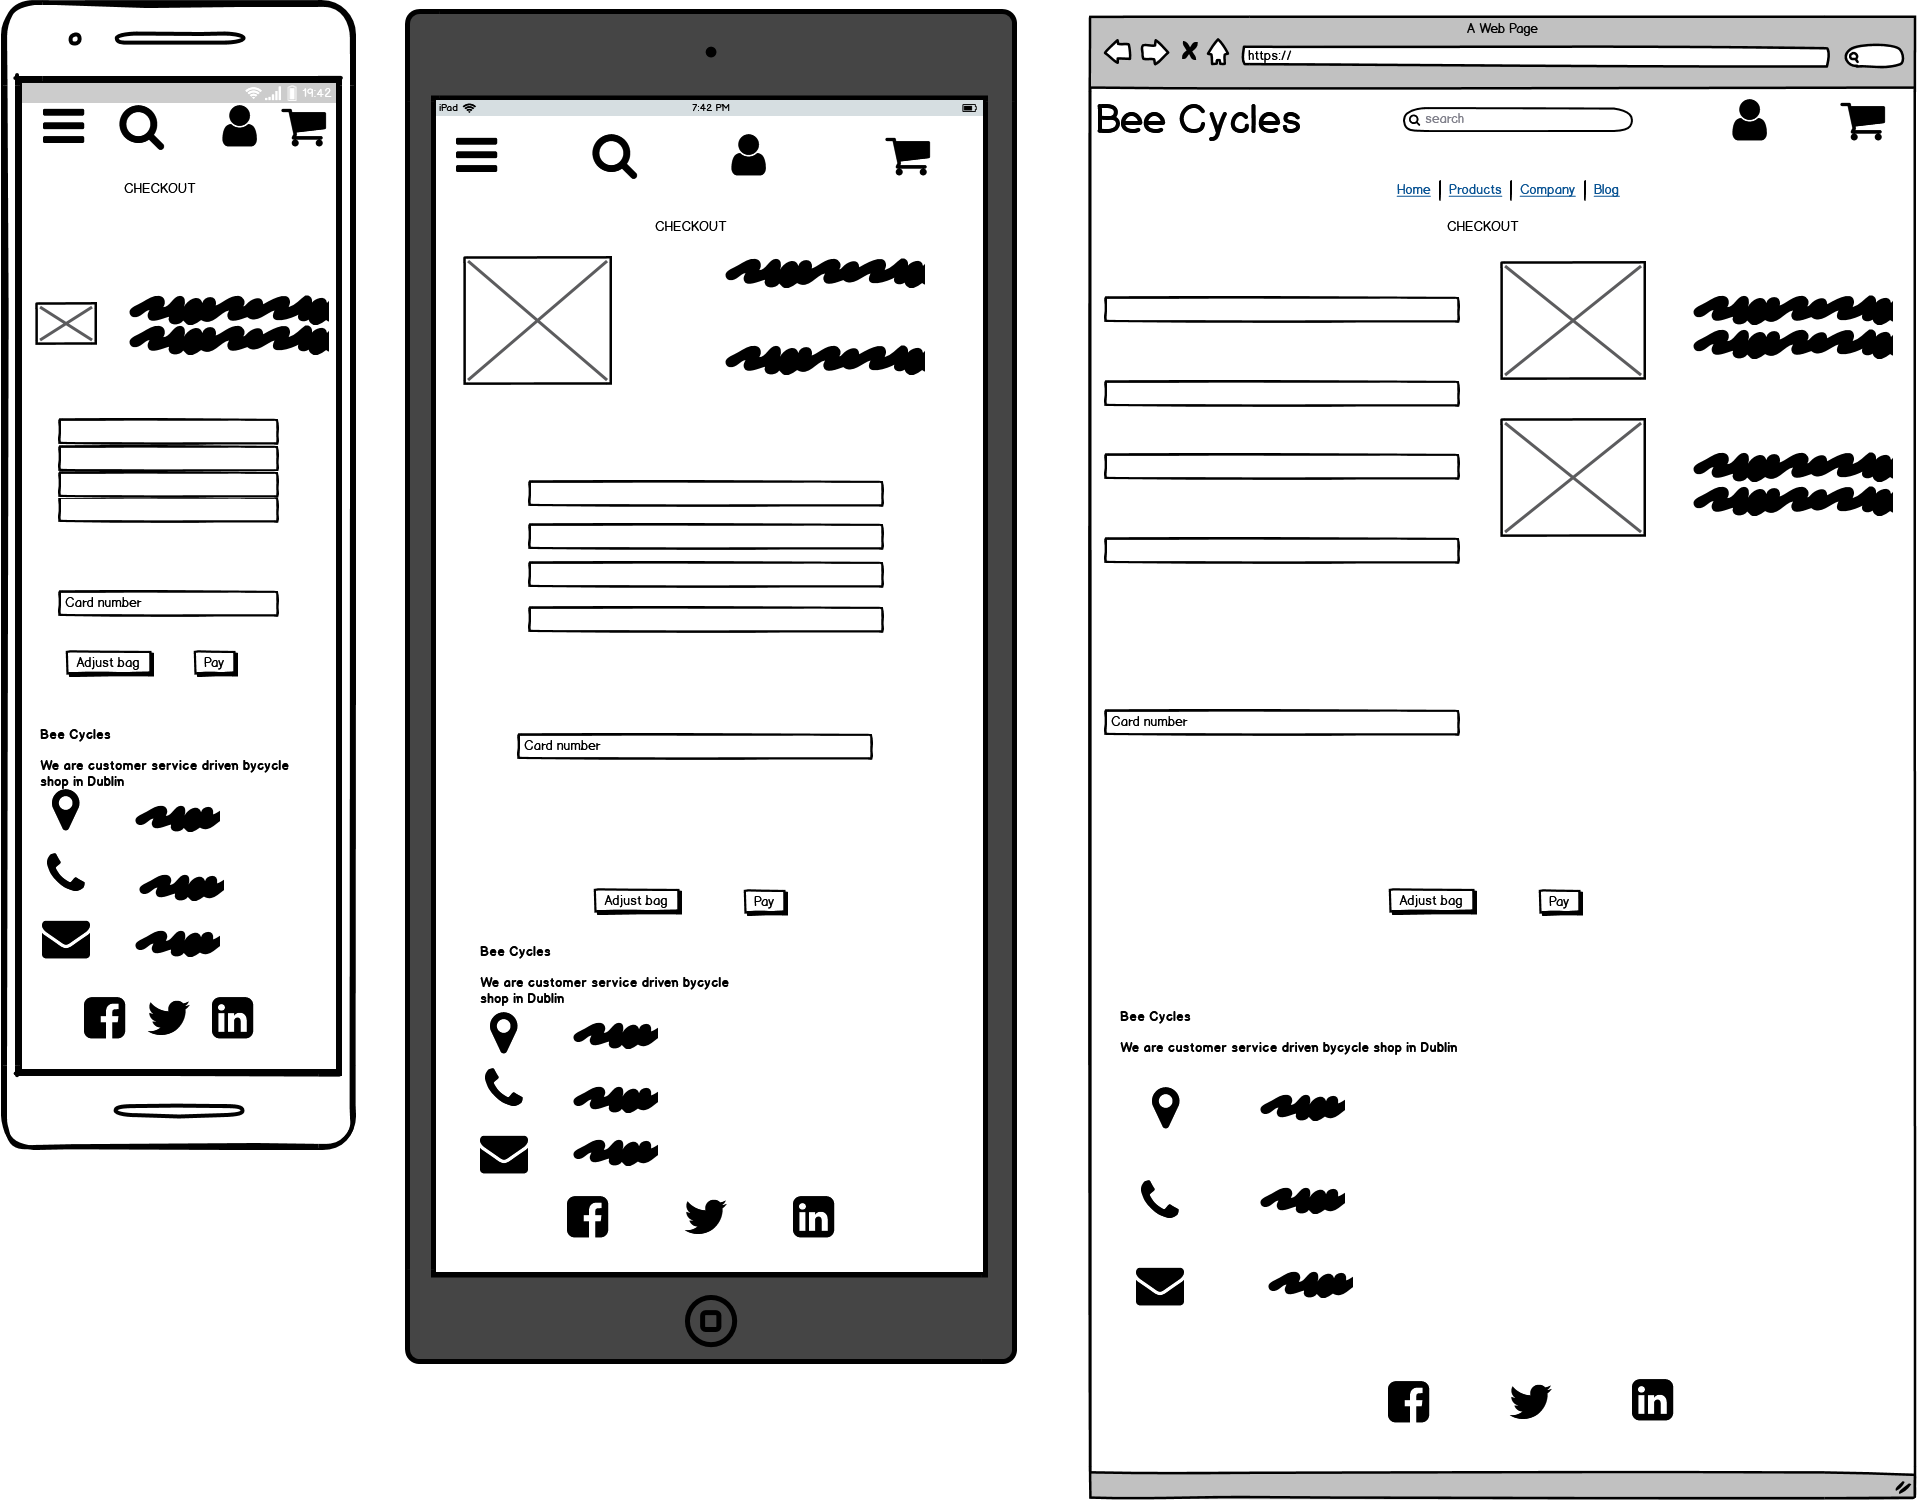 19:42
CHECKOUT
Card number
Adjust bag
Pay
Bee Cycles
We are customer service driven bycycle
shop in Dublin
iPad
7:42 PM
CHECKOUT
Card number
Adjust bag
Pay
Bee Cycles
We are customer service driven bycycle
shop in Dublin
A Web Page
https://
Bee Cycles
search
Home
Products
Company
Blog
CHECKOUT
Card number
Adjust bag
Pay
Bee Cycles
We are customer service driven bycycle shop in Dublin